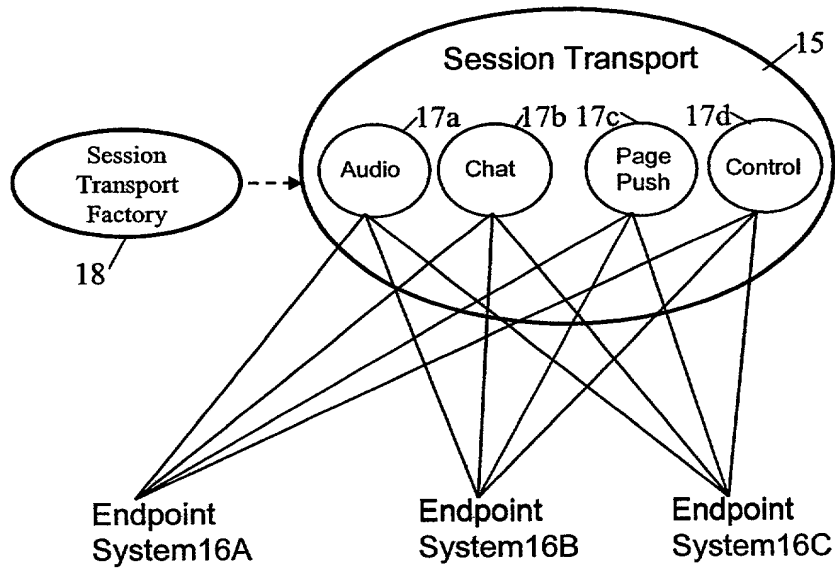 15
Session Transport
17a
17b
17c
17d
Session
Transport
Factory
Audio
Chat
Page
Push
Control
18
Endpoint
System16A
Endpoint
System16B
Endpoint
System16C